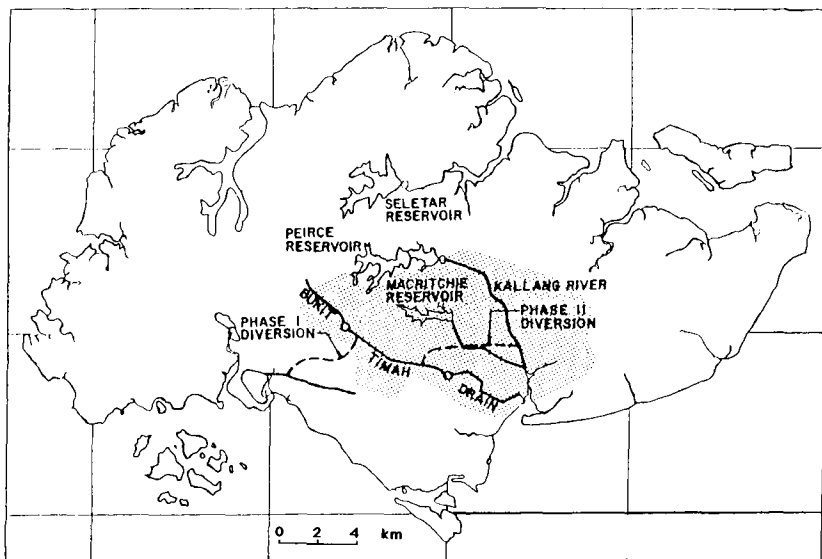 SELETAR
RESERVOIR
PEIRCE
RESERVOIR
MACRITCHIE
RESERVOIR
KALLANG RIVER
BUKIT
PHASE I
DIVERSION
PHASE II
DIVERSION
TIMAH
DRAIN
0 2 4 km